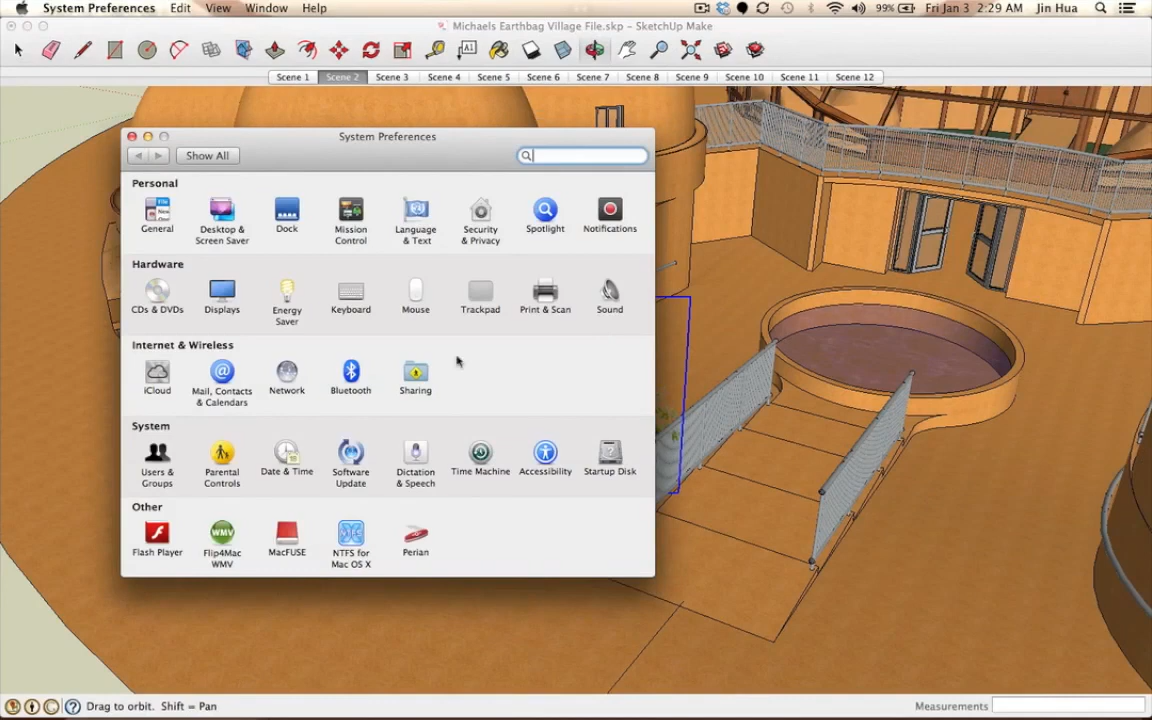 System Preferences Edit View Window Help 99% Fri Jan 3 2:29 AM Jin Hua
Michaels Earthbag Village File.skp - SketchUp Make
A1
Scene 1 Scene 2 Scene 3 Scene 4 Scene 5 Scene 6 Scene 7 Scene 8 Scene 9 Scene 10 Scene 11 Scene 12
System Preferences
Show All
Personal
General Desktop & Screen Saver Dock Mission Control Language & Text Security & Privacy Spotlight Notifications
Hardware
CDs & DVDs Displays Energy Saver Keyboard Mouse Trackpad Print & Scan Sound
Internet & Wireless
iCloud Mail, Contacts & Calendars Network Bluetooth Sharing
System
Users & Groups Parental Controls Date & Time Software Update Dictation & Speech Time Machine Accessibility Startup Disk
Other
WMV
Flash Player Flip4Mac WMV MacFUSE NTFS for Mac OS X Perian
Drag to orbit. Shift = Pan Measurements